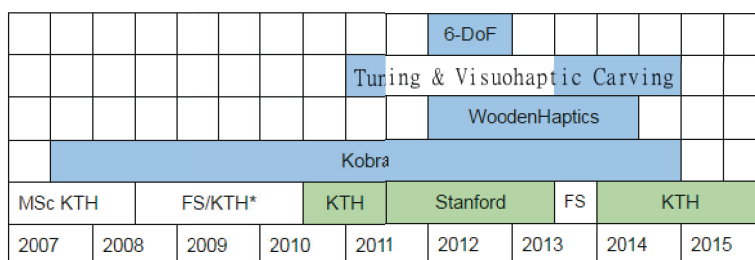 6-DoF
Tuning & Visuohaptic Carving
WoodenHaptics
Kobra
MSc KTH FS/KTH* KTH Stanford FS KTH
2007 2008 2009 2010 2011 2012 2013 2014 2015